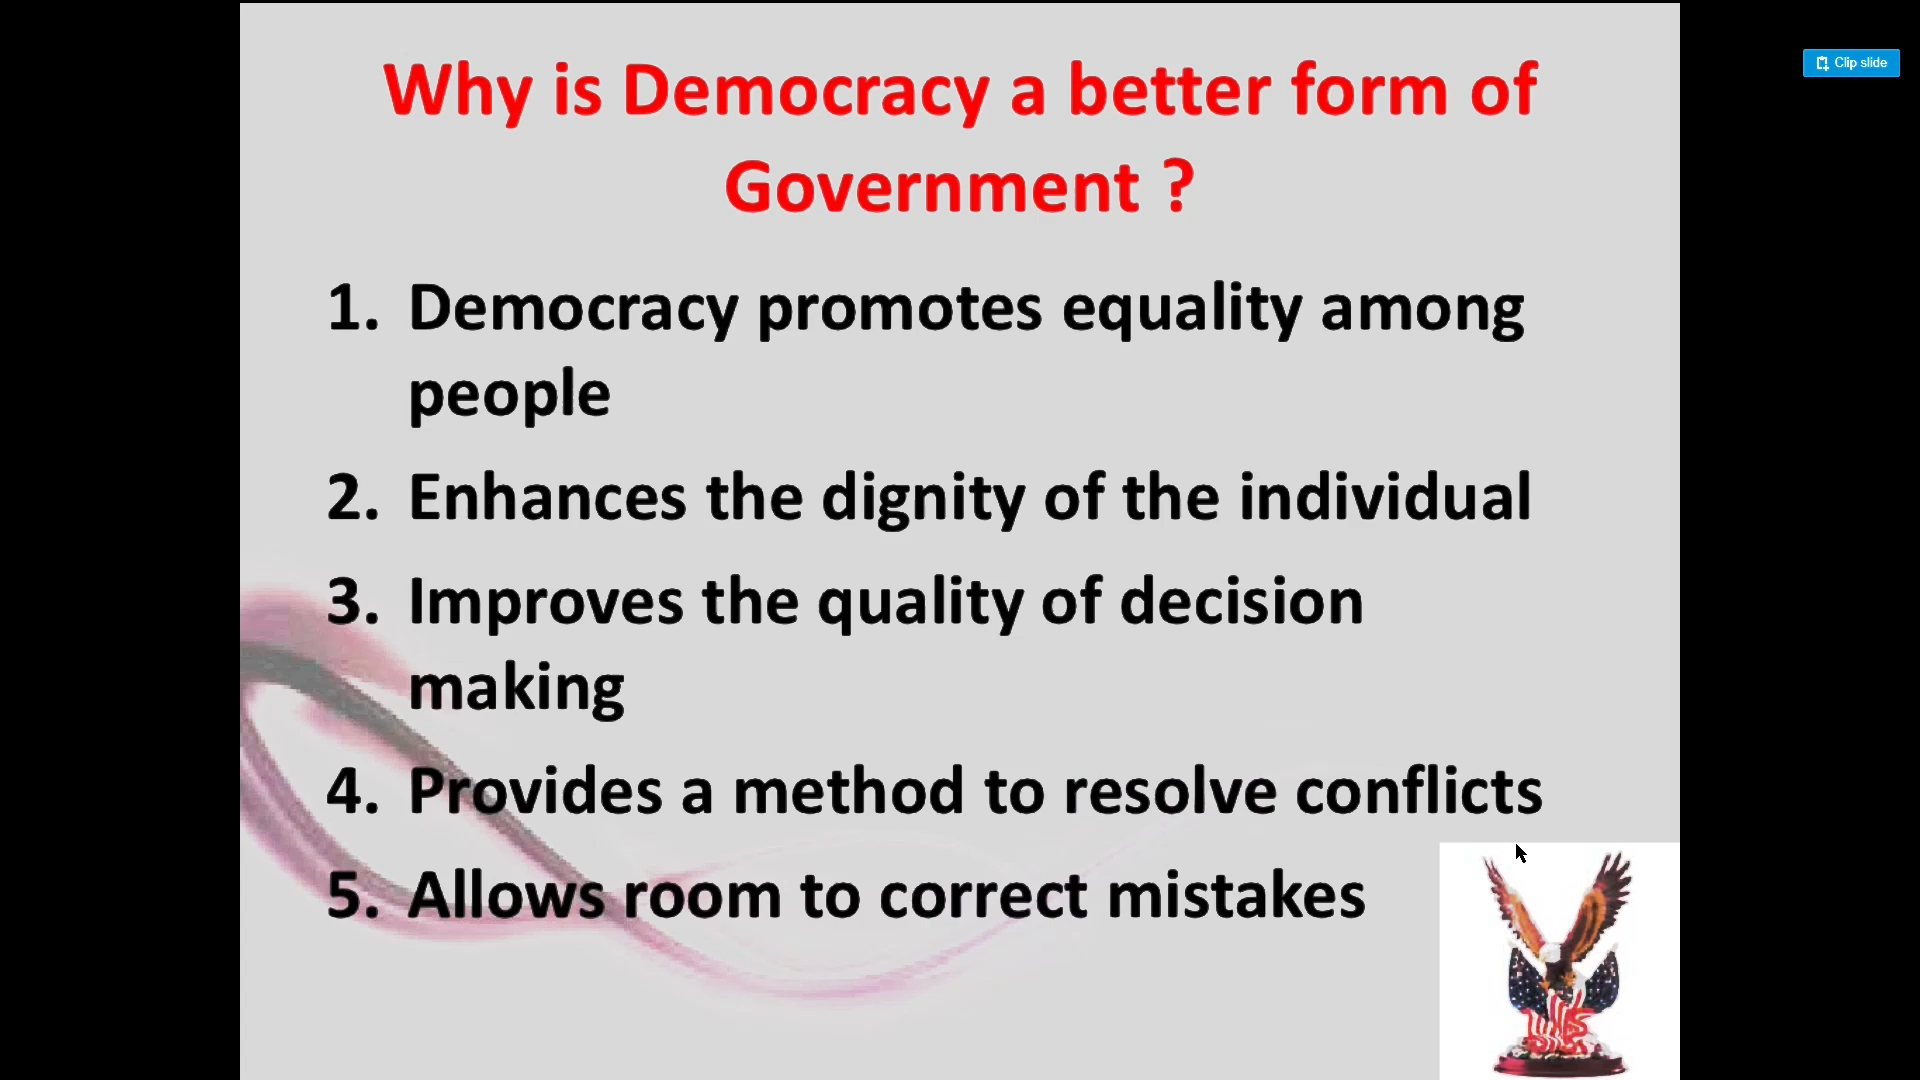 Why is Democracy a better form of
Government ?
1. Democracy promotes equality among
people
2. Enhances the dignity of the individual
3. Improves the quality of decision
making
4. Provides a method to resolve conflicts
5. Allows room to correct mistakes
Clip slide